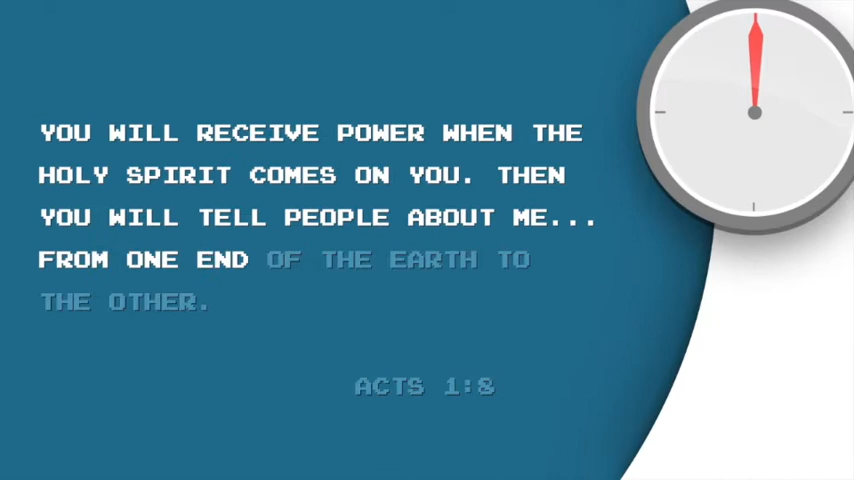 YOU WILL RECEIVE POWER WHEN THE
HOLY SPIRIT COMES ON YOU. THEN
YOU WILL TELL PEOPLE ABOUT ME...
FROM ONE END OF THE EARTH TO
THE OTHER.
ACTS 1:8